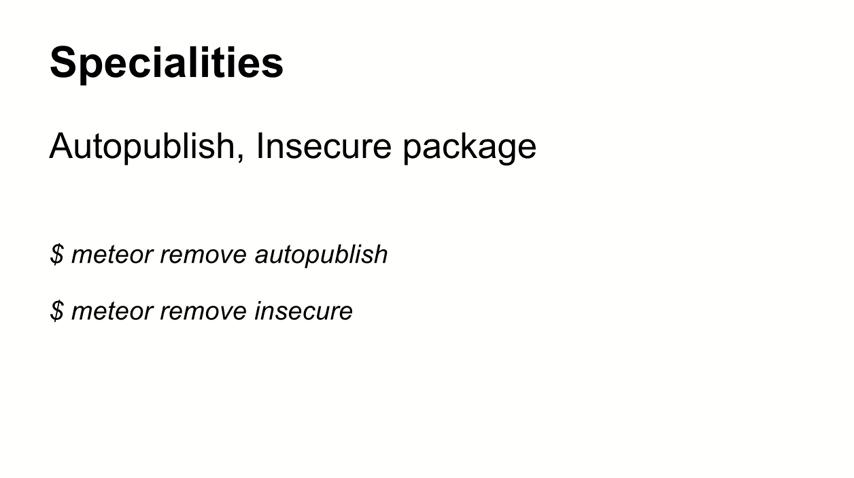 Specialities
Autopublish, Insecure package
$ meteor remove autopublish
$ meteor remove insecure